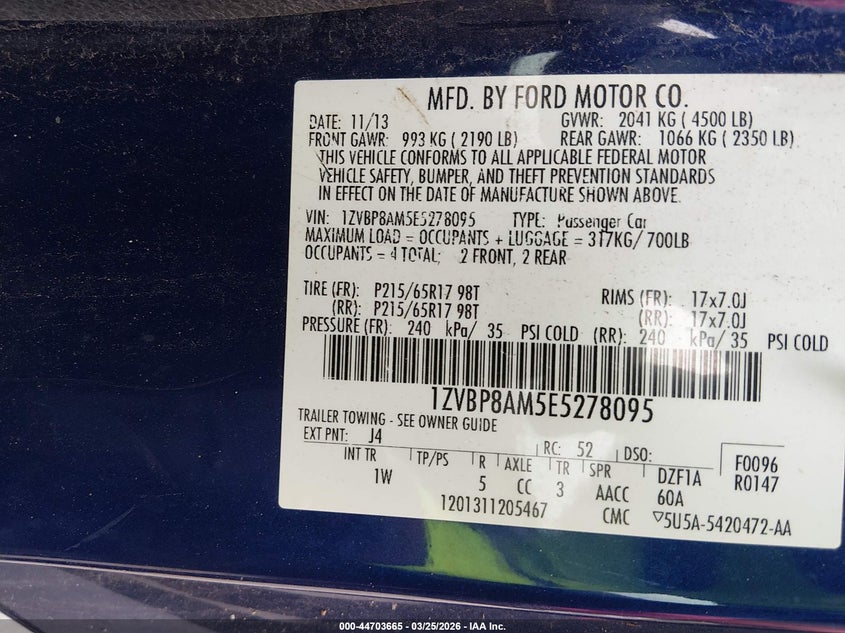 MFD. BY FORD MOTOR CO.
DATE: 11/13 GVWR: 2041 KG ( 4500 LB)
FRONT GAWR: 993 KG ( 2190 LB) REAR GAWR: 1066 KG ( 2350 LB)
THIS VEHICLE CONFORMS TO ALL APPLICABLE FEDERAL MOTOR
VEHICLE SAFETY, BUMPER, AND THEFT PREVENTION STANDARDS
IN EFFECT ON THE DATE OF MANUFACTURE SHOWN ABOVE.
VIN: 1ZVBP8AM5E5278095 TYPE: Passenger Car
MAXIMUM LOAD = OCCUPANTS + LUGGAGE = 317KG/ 700LB
OCCUPANTS = 4 TOTAL: 2 FRONT, 2 REAR
TIRE (FR): P215/65R17 98T RIMS (FR): 17x7.0J
(RR): P215/65R17 98T (RR): 17x7.0J
PRESSURE (FR): 240 kPa/ 35 PSI COLD (RR): 240 kPa/ 35 PSI COLD
1ZVBP8AM5E5278095
TRAILER TOWING - SEE OWNER GUIDE
EXT PNT: J4 RC: 52 DSO: F0096
INT TR TP/PS R AXLE TR SPR DZF1A R0147
1W 5 CC 3 AACC 60A
1201311205467 CMC ▽5U5A-5420472-AA
000-44703665 - 03/25/2026 - IAA Inc.